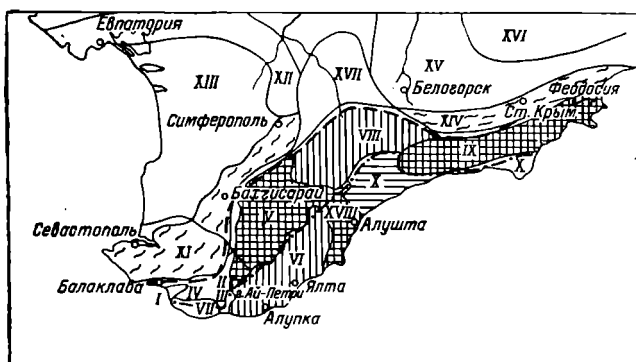 Евпатория
XVI
XV
XII
XVII
XIII
Белогорск
Феодосия
Ст. Крым
XIV
Симферополь
VIII
IX
X
X
Бахчисарай
V
XVIII
Алушта
Севастополь
XI
VI
II
Балаклава
IV
III
г. Ай-Петри
Ялта
I
VII
Алупка